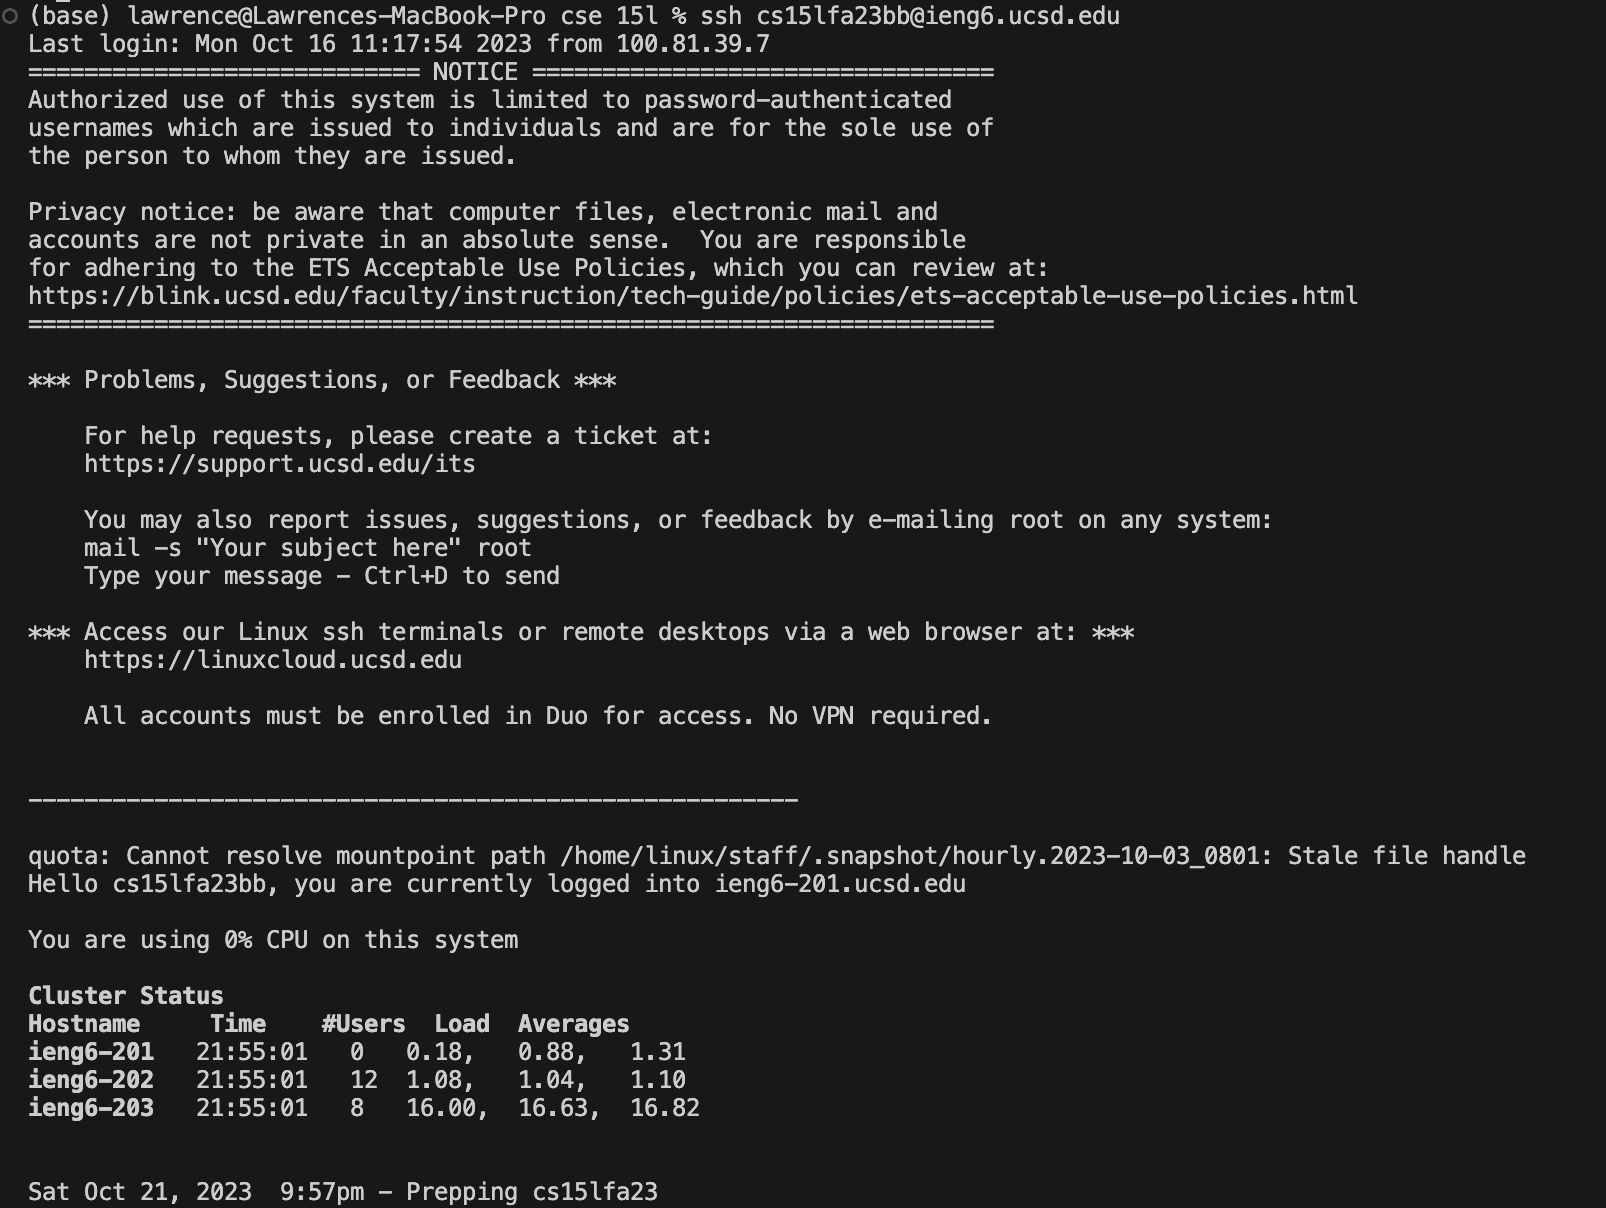 (base) lawrence@Lawrences-MacBook-Pro cse 15l % ssh cs15lfa23bb@ieng6.ucsd.edu
Last login: Mon Oct 16 11:17:54 2023 from 100.81.39.7
============================ NOTICE =================================
Authorized use of this system is limited to password-authenticated
usernames which are issued to individuals and are for the sole use of
the person to whom they are issued.

Privacy notice: be aware that computer files, electronic mail and
accounts are not private in an absolute sense.  You are responsible
for adhering to the ETS Acceptable Use Policies, which you can review at:
https://blink.ucsd.edu/faculty/instruction/tech-guide/policies/ets-acceptable-use-policies.html
=====================================================================

*** Problems, Suggestions, or Feedback ***

    For help requests, please create a ticket at:
    https://support.ucsd.edu/its

    You may also report issues, suggestions, or feedback by e-mailing root on any system:
    mail -s "Your subject here" root
    Type your message - Ctrl+D to send

*** Access our Linux ssh terminals or remote desktops via a web browser at: ***
    https://linuxcloud.ucsd.edu

    All accounts must be enrolled in Duo for access. No VPN required.


-------------------------------------------------------

quota: Cannot resolve mountpoint path /home/linux/staff/.snapshot/hourly.2023-10-03_0801: Stale file handle
Hello cs15lfa23bb, you are currently logged into ieng6-201.ucsd.edu

You are using 0% CPU on this system

Cluster Status
Hostname     Time    #Users  Load  Averages
ieng6-201   21:55:01   0   0.18,   0.88,   1.31
ieng6-202   21:55:01   12  1.08,   1.04,   1.10
ieng6-203   21:55:01   8   16.00,  16.63,  16.82


Sat Oct 21, 2023  9:57pm - Prepping cs15lfa23